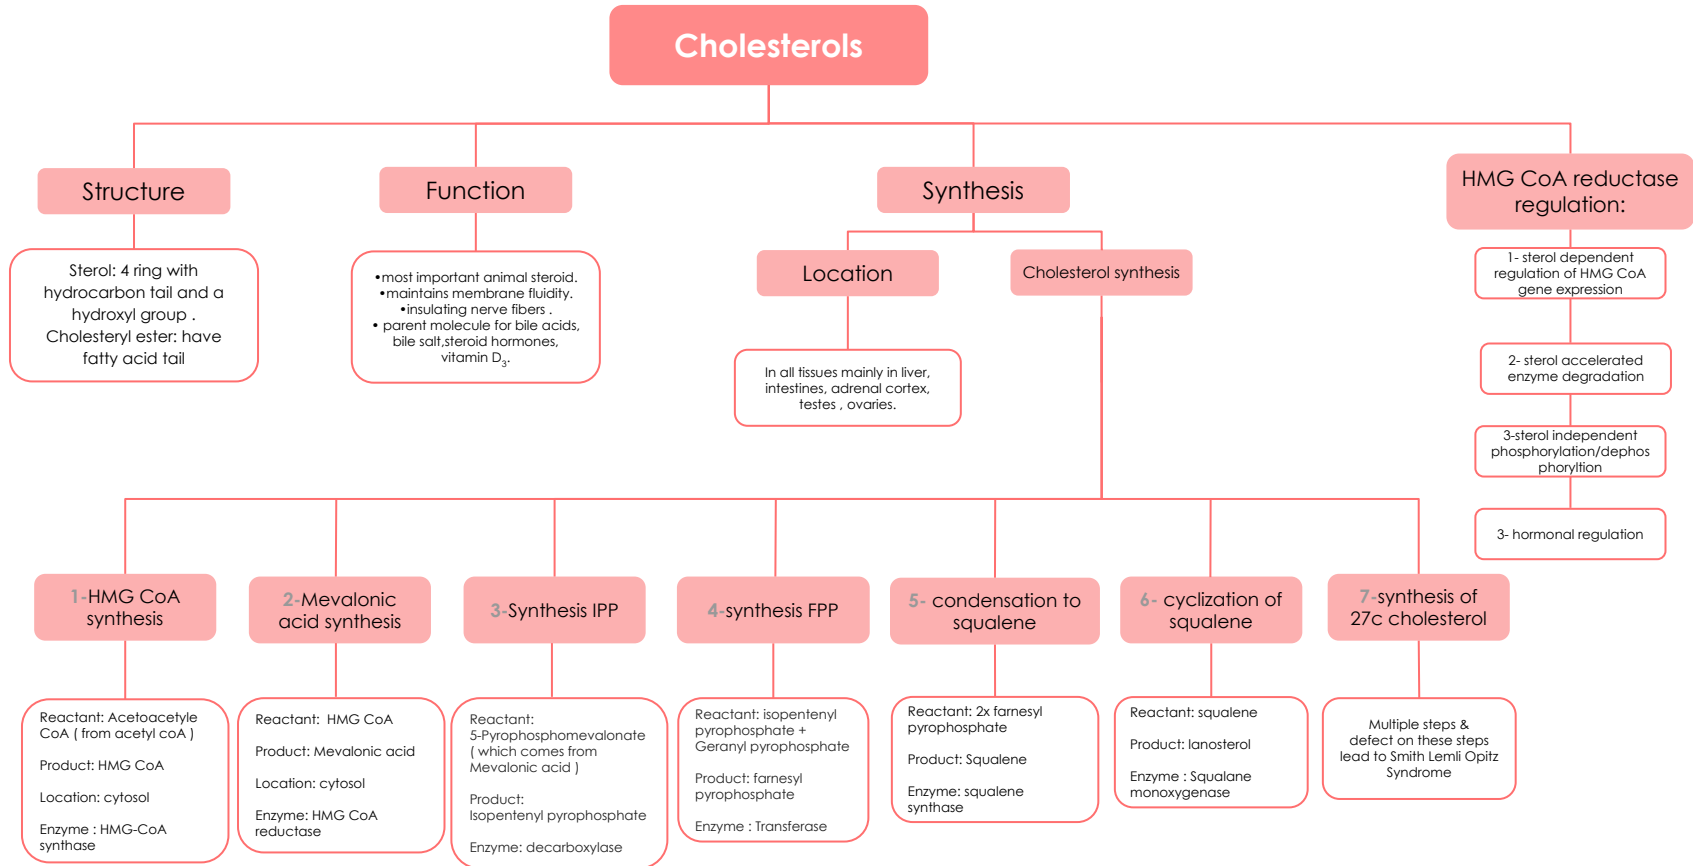 Cholesterols
Structure
Sterol: 4 ring with
hydrocarbon tail and a
hydroxyl group .
Cholesteryl ester: have
fatty acid tail
Function
•most important animal steroid.
•maintains membrane fluidity.
•insulating nerve fibers .
• parent molecule for bile acids,
bile salt,steroid hormones,
vitamin D₃.
Synthesis
Location
In all tissues mainly in liver,
intestines, adrenal cortex,
testes , ovaries.
Cholesterol synthesis
HMG CoA reductase
regulation:
1- sterol dependent
regulation of HMG CoA
gene expression
2- sterol accelerated
enzyme degradation
3-sterol independent
phosphorylation/dephos
phoryltion
3- hormonal regulation
1-HMG CoA
synthesis
Reactant: Acetoacetyle
CoA ( from acetyl coA )
Product: HMG CoA
Location: cytosol
Enzyme : HMG-CoA
synthase
2-Mevalonic
acid synthesis
Reactant: HMG CoA
Product: Mevalonic acid
Location: cytosol
Enzyme: HMG CoA
reductase
3-Synthesis IPP
Reactant:
5-Pyrophosphomevalonate
( which comes from
Mevalonic acid )
Product:
Isopentenyl pyrophosphate
Enzyme: decarboxylase
4-synthesis FPP
Reactant: isopentenyl
pyrophosphate +
Geranyl pyrophosphate
Product: farnesyl
pyrophosphate
Enzyme : Transferase
5- condensation to
squalene
Reactant: 2x farnesyl
pyrophosphate
Product: Squalene
Enzyme: squalene
synthase
6- cyclization of
squalene
Reactant: squalene
Product: lanosterol
Enzyme : Squalane
monoxygenase
7-synthesis of
27c cholesterol
Multiple steps &
defect on these steps
lead to Smith Lemli Opitz
Syndrome